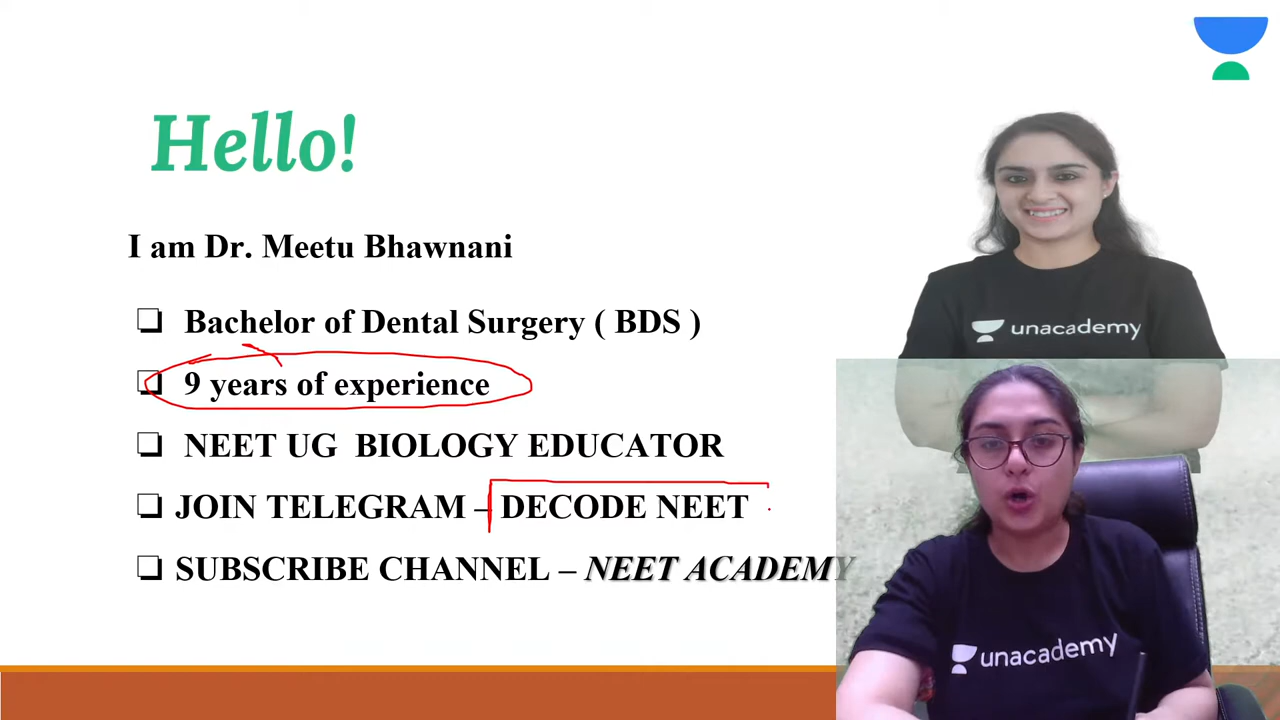 Hello!
I am Dr. Meetu Bhawnani
Bachelor of Dental Surgery ( BDS )
9 years of experience
NEET UG BIOLOGY EDUCATOR
JOIN TELEGRAM – DECODE NEET
SUBSCRIBE CHANNEL – NEET ACADEMY
unacademy
unacademy